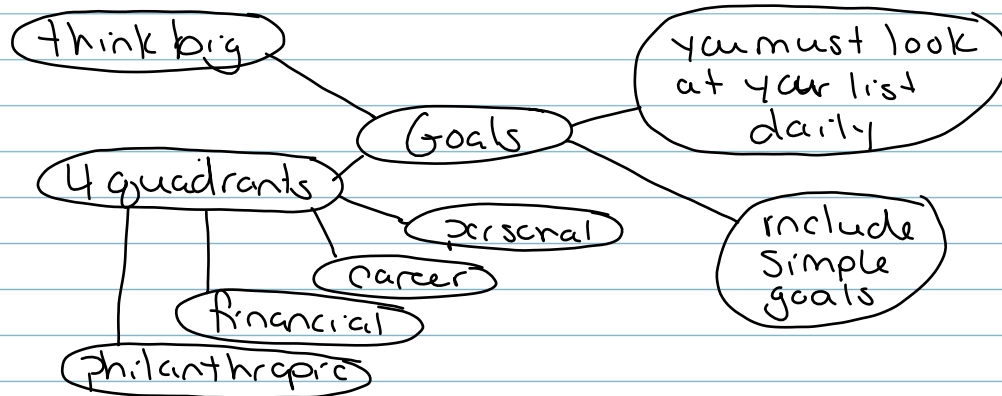 think big
Goals
you must look
at your list
daily
4 quadrants
personal
career
financial
philanthropic
include
simple
goals